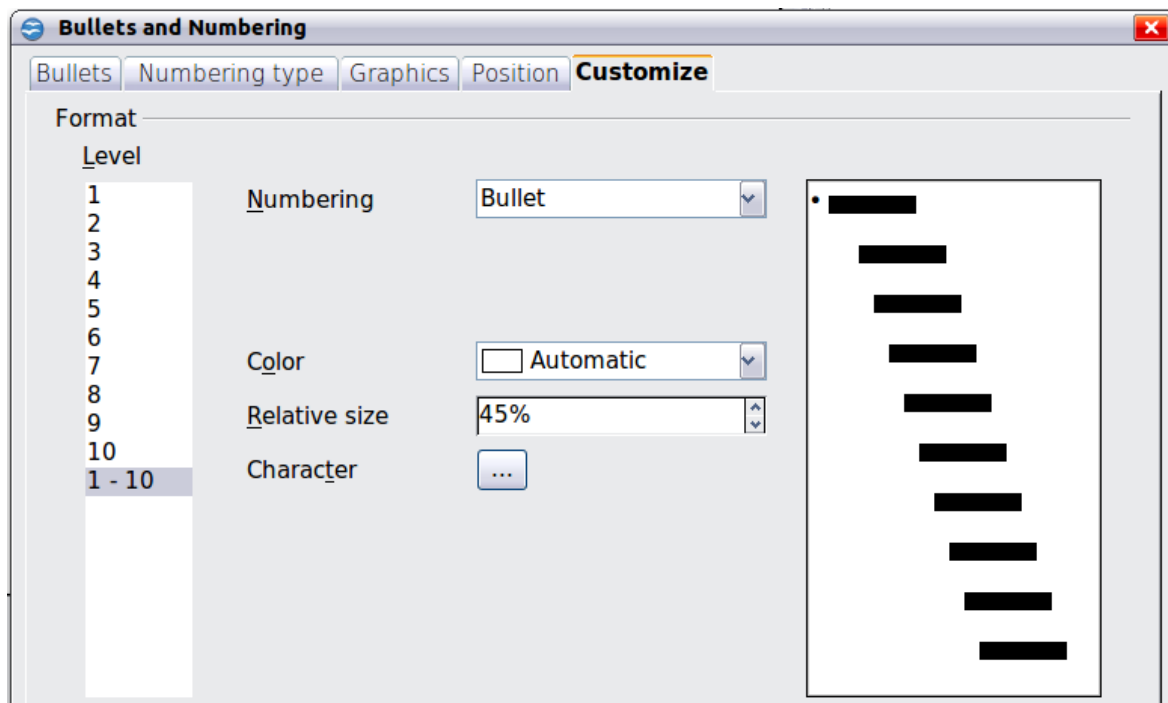 Bullets and Numbering
Bullets Numbering type Graphics Position Customize
Format
Level
1
2
3
4
5
6
7
8
9
10
1 - 10
Numbering Bullet
Color Automatic
Relative size 45%
Character ...